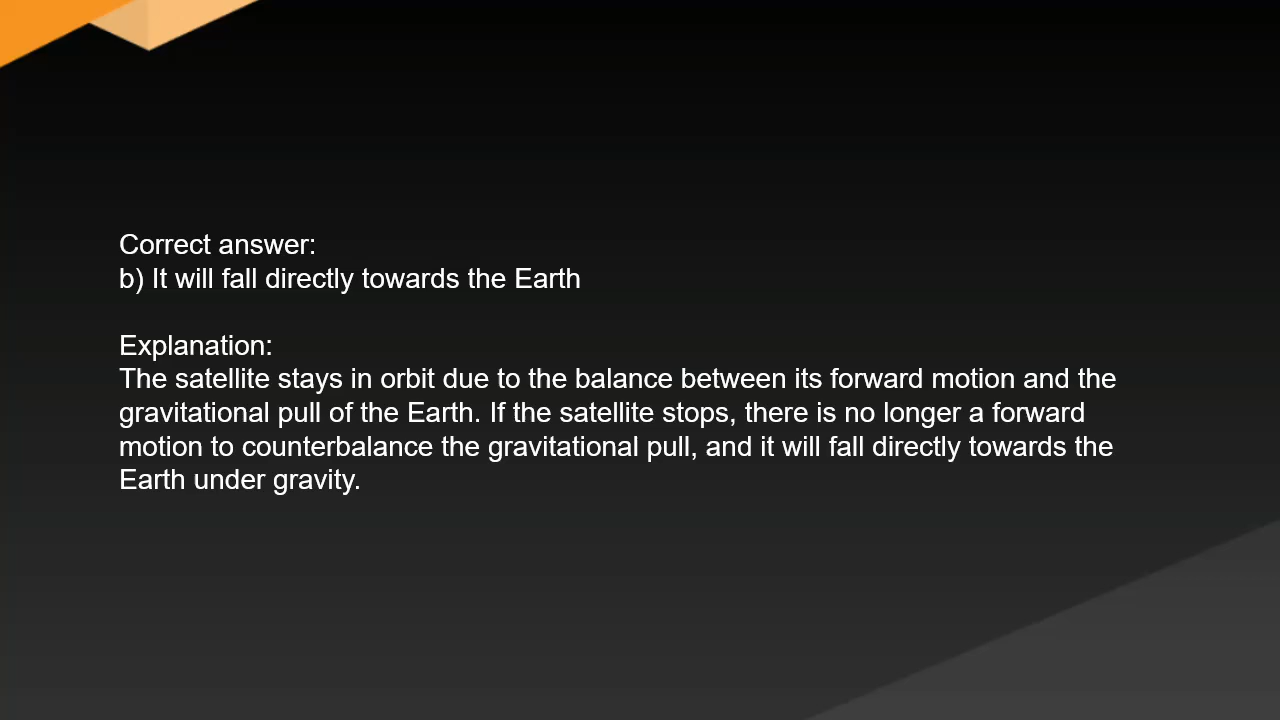 Correct answer:
b) It will fall directly towards the Earth
Explanation:
The satellite stays in orbit due to the balance between its forward motion and the
gravitational pull of the Earth. If the satellite stops, there is no longer a forward
motion to counterbalance the gravitational pull, and it will fall directly towards the
Earth under gravity.